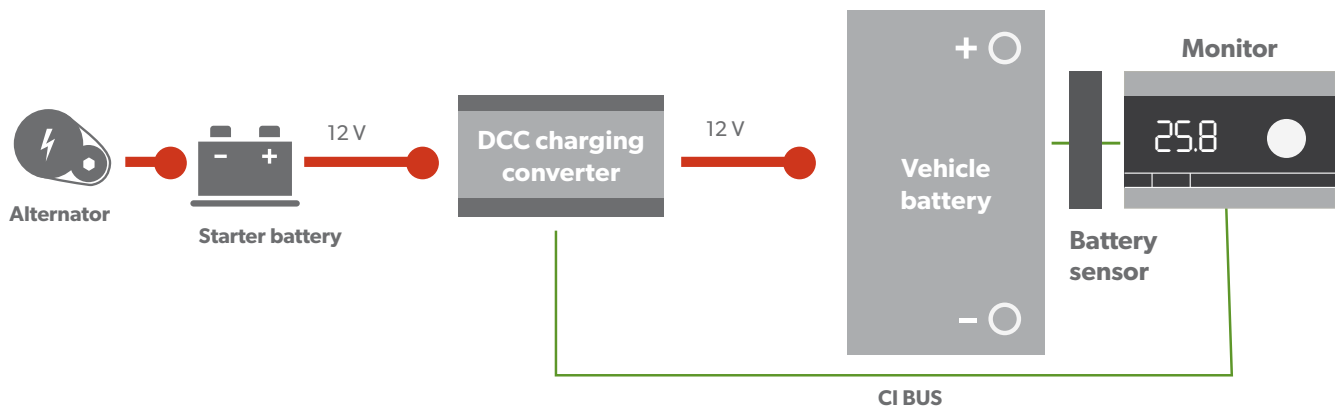 Alternator
- +
Starter battery
12 V
DCC charging
converter
12 V
+
Vehicle
battery
-
Battery
sensor
Monitor
25.8
CI BUS